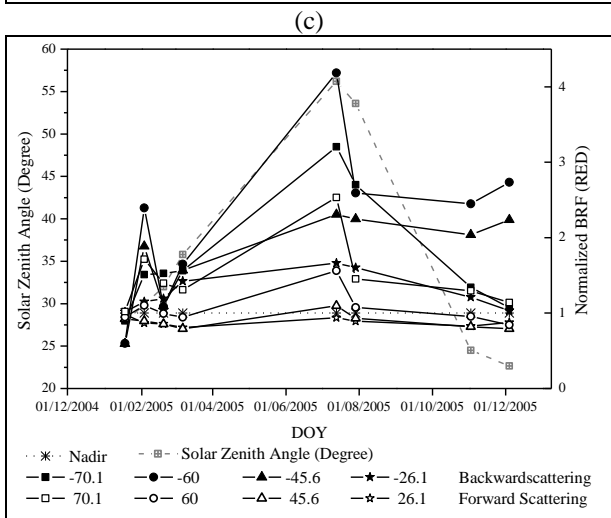 (c)
60
55
50
45
40
35
30
25
20
Solar Zenith Angle (Degree)
4
3
2
1
0
Normalized BRF (RED)
01/12/2004 01/02/2005 01/04/2005 01/06/2005 01/08/2005 01/10/2005 01/12/2005
DOY
Nadir Solar Zenith Angle (Degree)
-70.1 -60 -45.6 -26.1 Backwardscattering
70.1 60 45.6 26.1 Forward Scattering